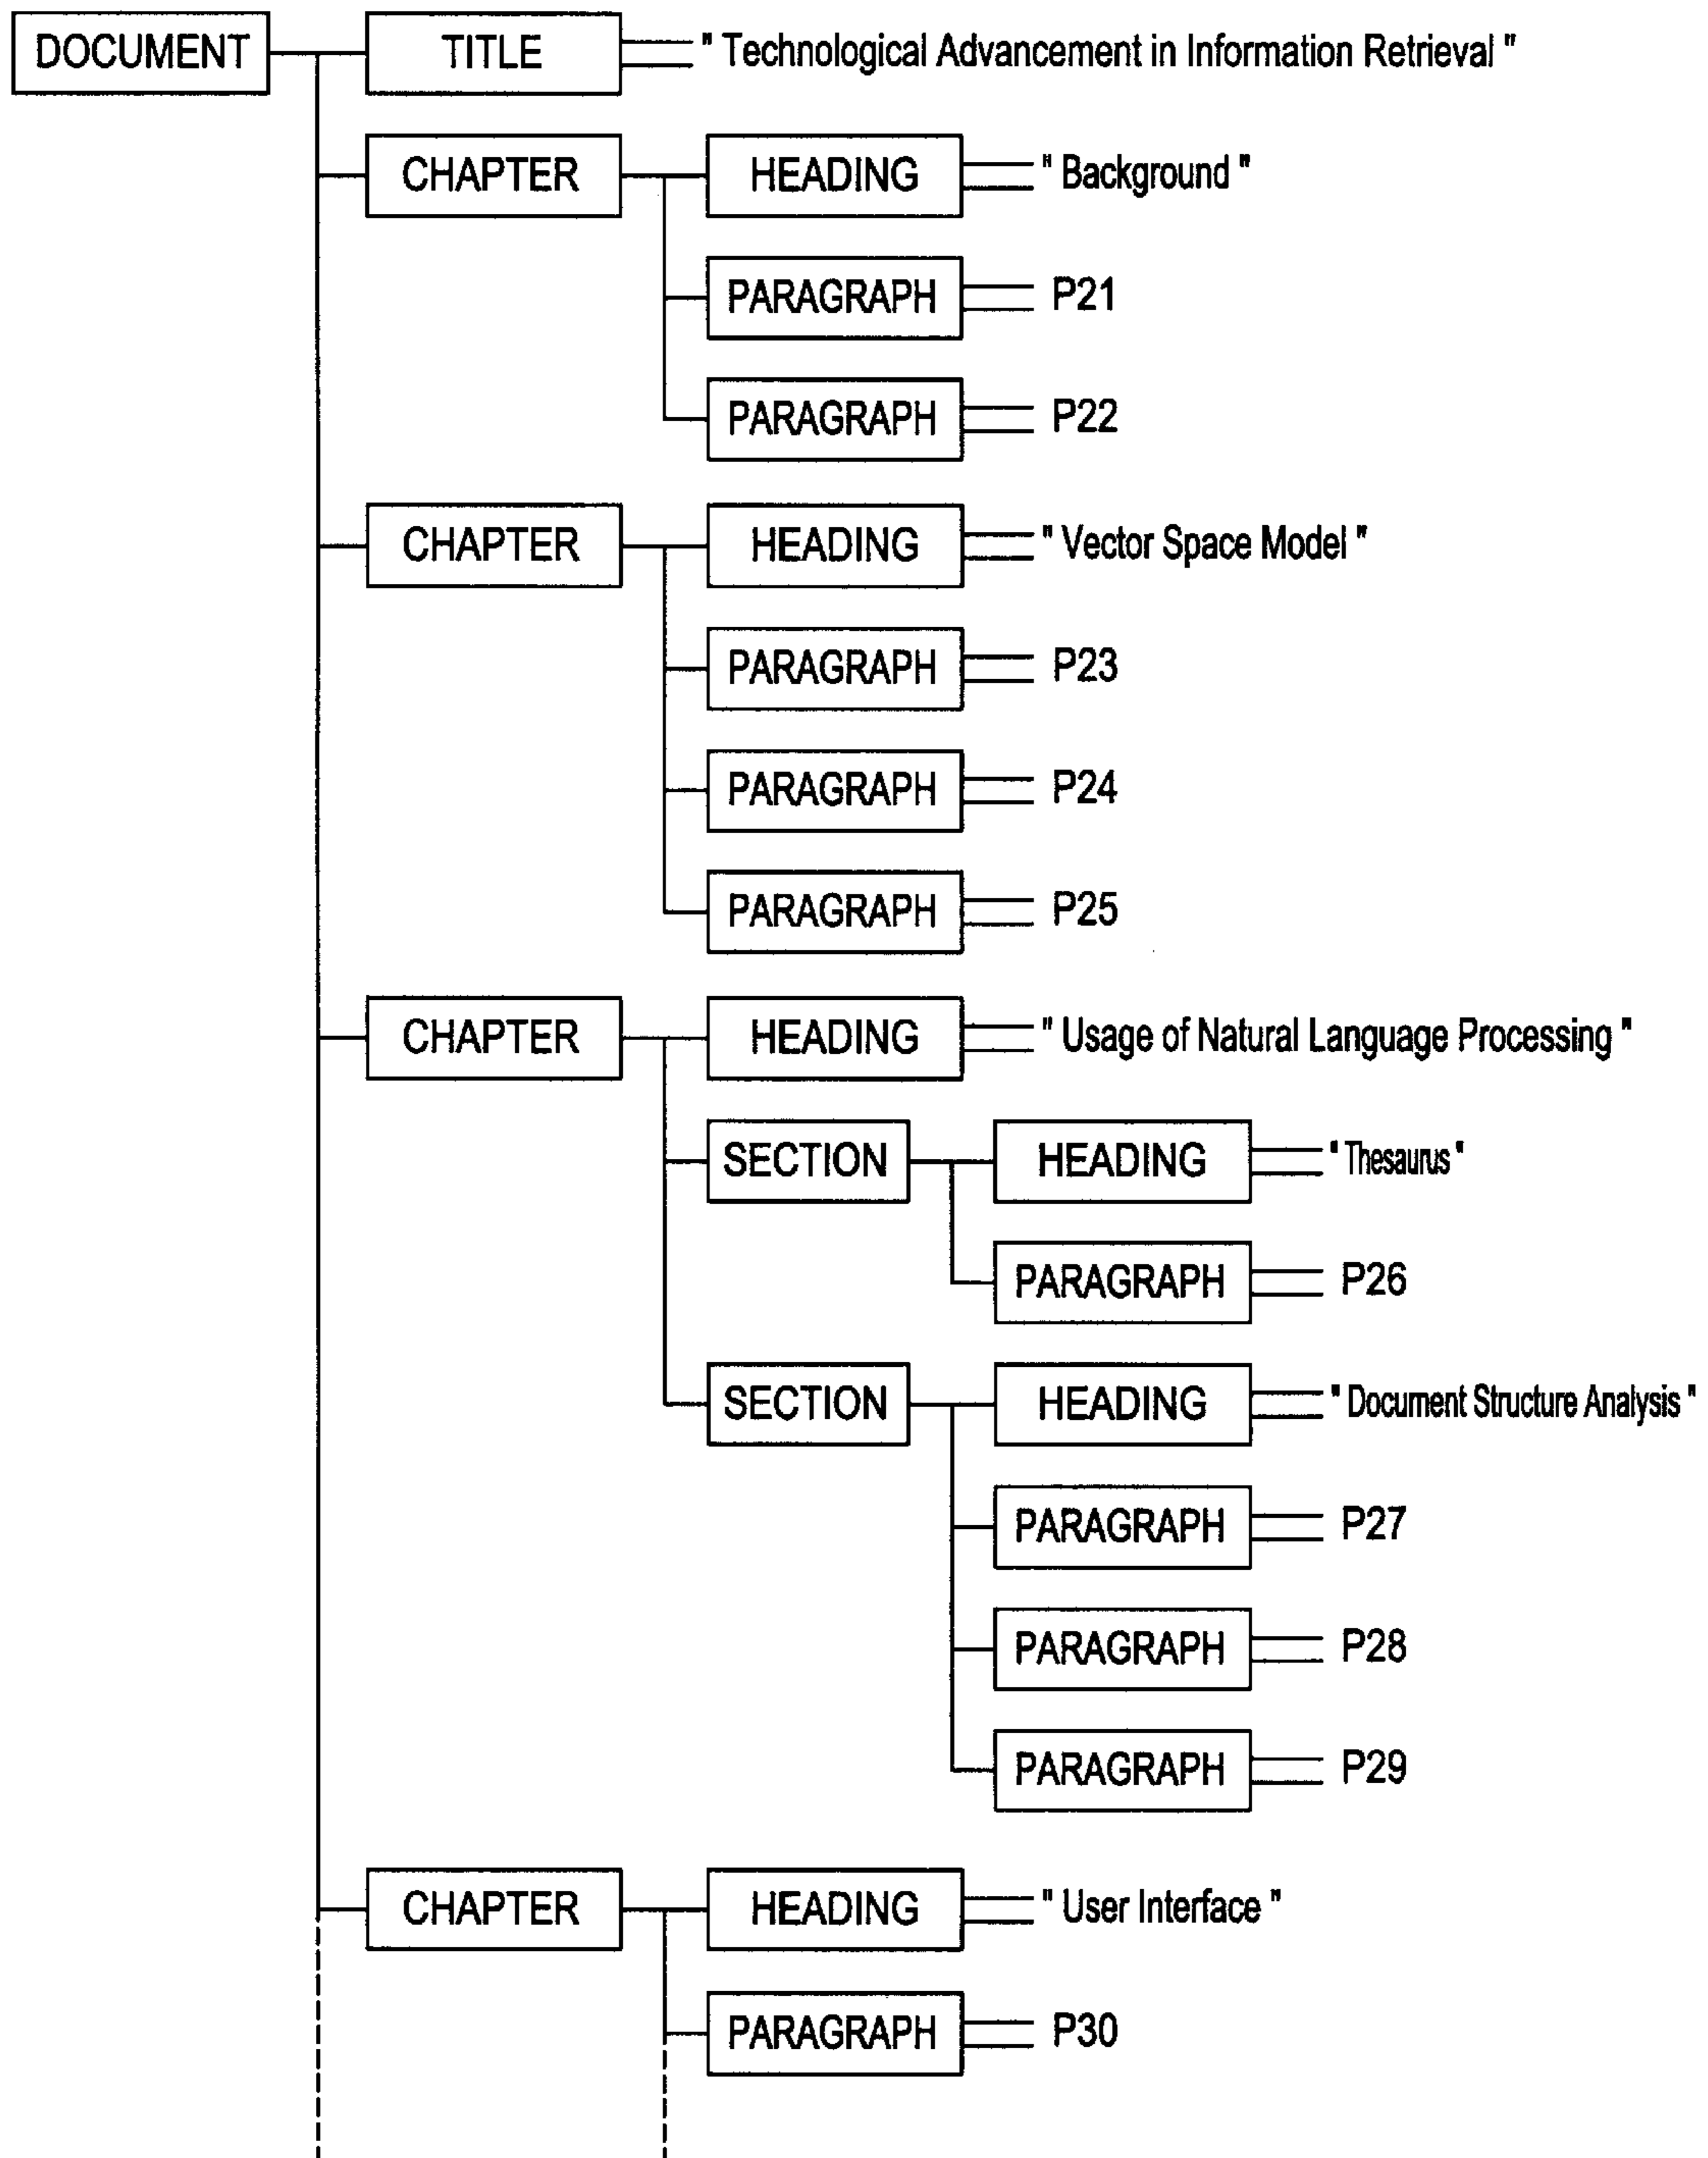 DOCUMENT TITLE " Technological Advancement in Information Retrieval "
CHAPTER HEADING " Background "
PARAGRAPH P21
PARAGRAPH P22
CHAPTER HEADING " Vector Space Model "
PARAGRAPH P23
PARAGRAPH P24
PARAGRAPH P25
CHAPTER HEADING " Usage of Natural Language Processing "
SECTION HEADING " Thesaurus "
PARAGRAPH P26
SECTION HEADING " Document Structure Analysis "
PARAGRAPH P27
PARAGRAPH P28
PARAGRAPH P29
CHAPTER HEADING " User Interface "
PARAGRAPH P30